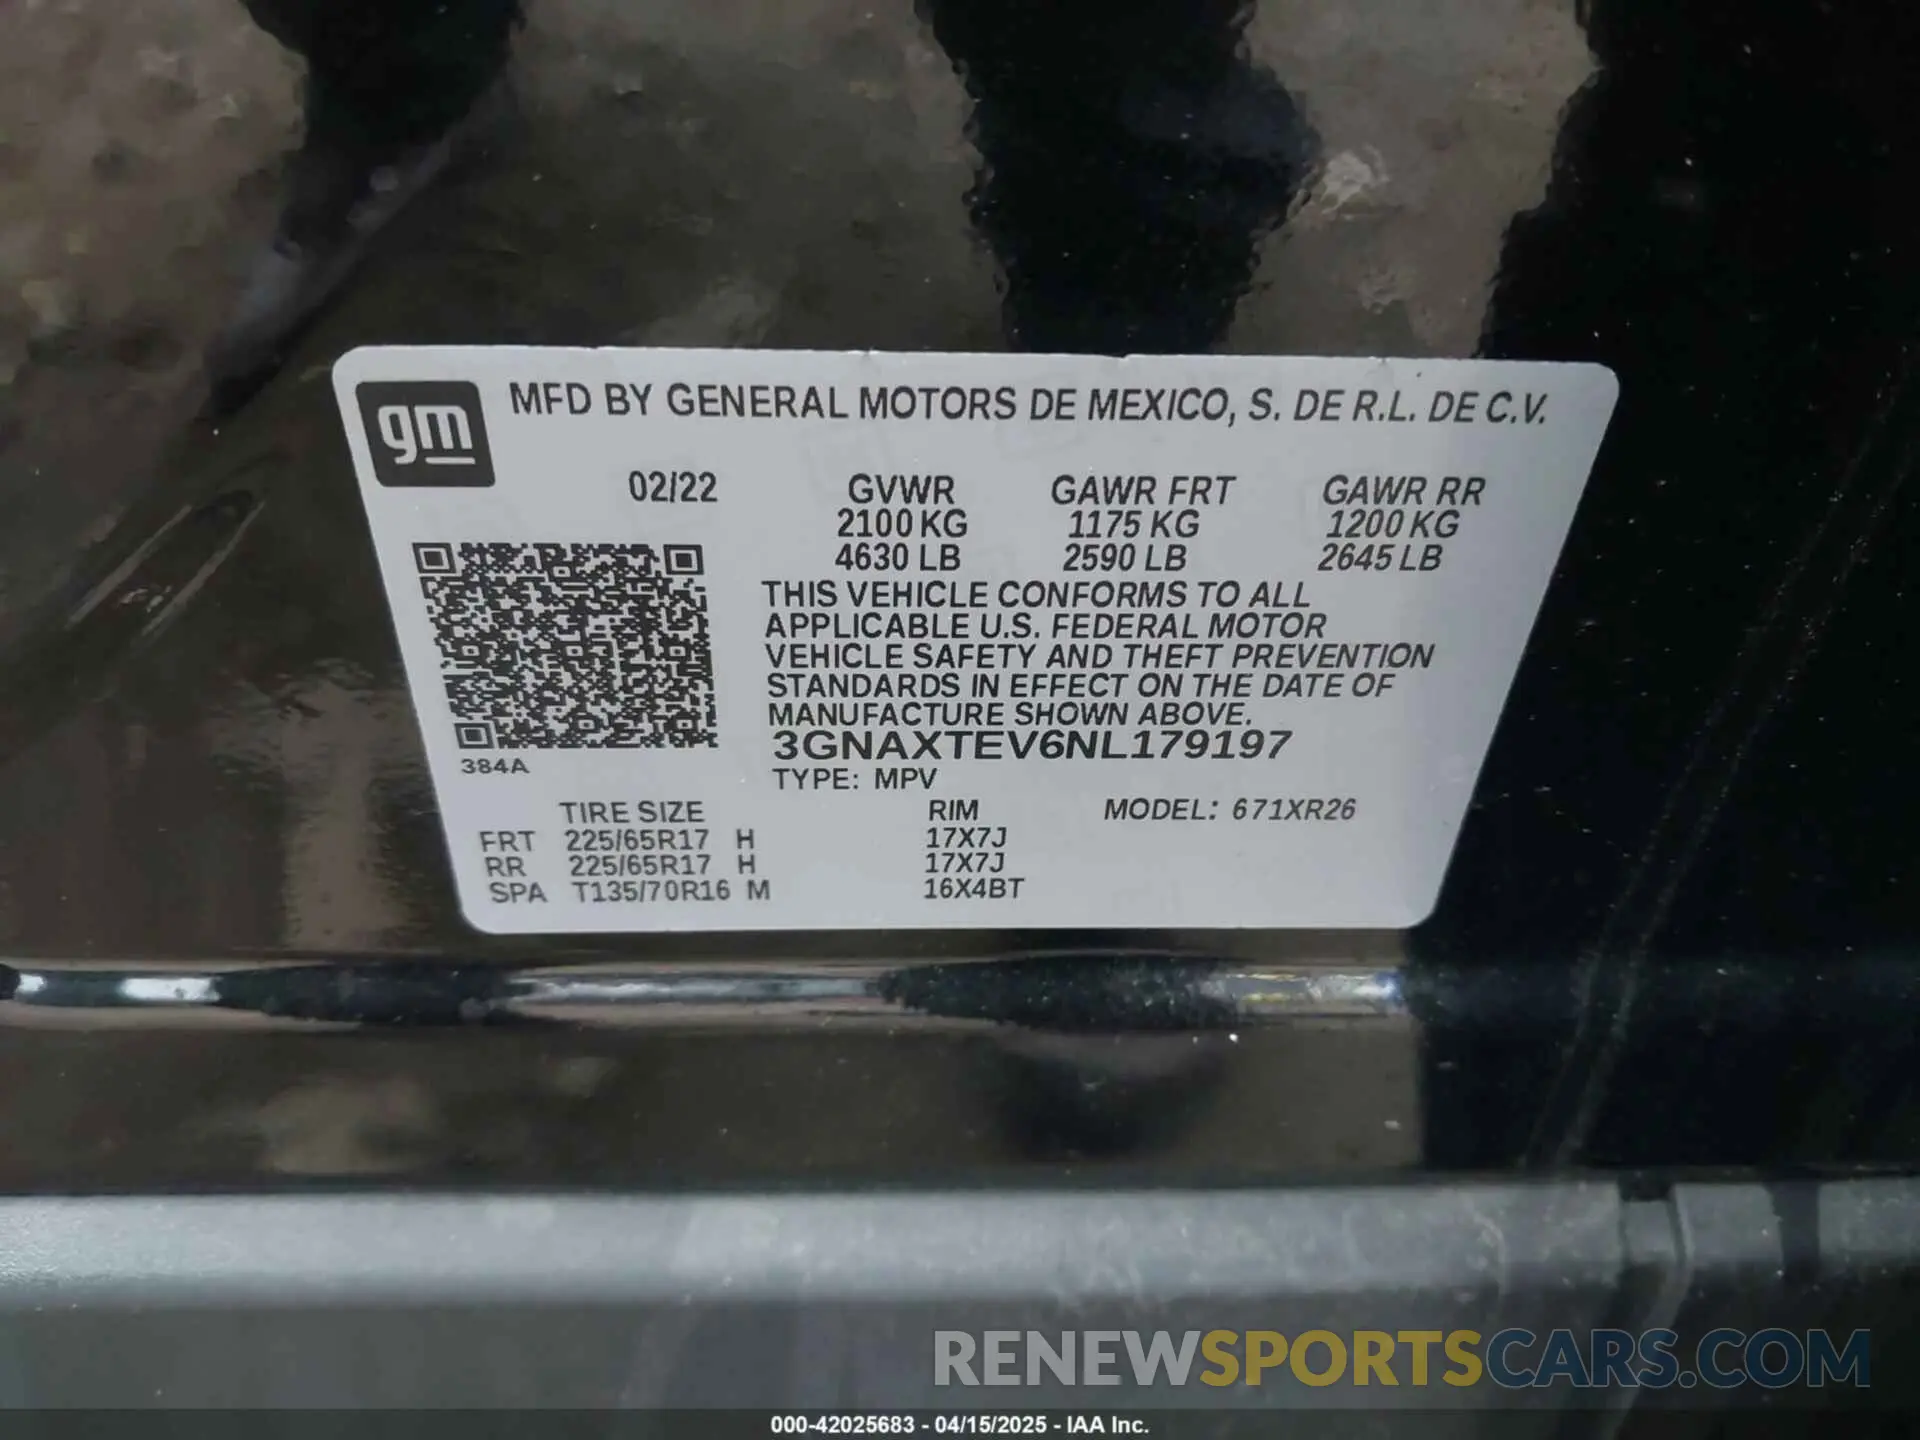 gm
MFD BY GENERAL MOTORS DE MEXICO, S. DE R.L. DE C.V.
02/22 GVWR GAWR FRT GAWR RR
2100 KG 1175 KG 1200 KG
4630 LB 2590 LB 2645 LB
THIS VEHICLE CONFORMS TO ALL
APPLICABLE U.S. FEDERAL MOTOR
VEHICLE SAFETY AND THEFT PREVENTION
STANDARDS IN EFFECT ON THE DATE OF
MANUFACTURE SHOWN ABOVE.
3GNAXTEV6NL179197
384A
TYPE: MPV
TIRE SIZE RIM MODEL: 671XR26
FRT 225/65R17 H 17X7J
RR 225/65R17 H 17X7J
SPA T135/70R16 M 16X4BT
RENEWSPORTSCARS.COM
000-42025683 - 04/15/2025 - IAA Inc.